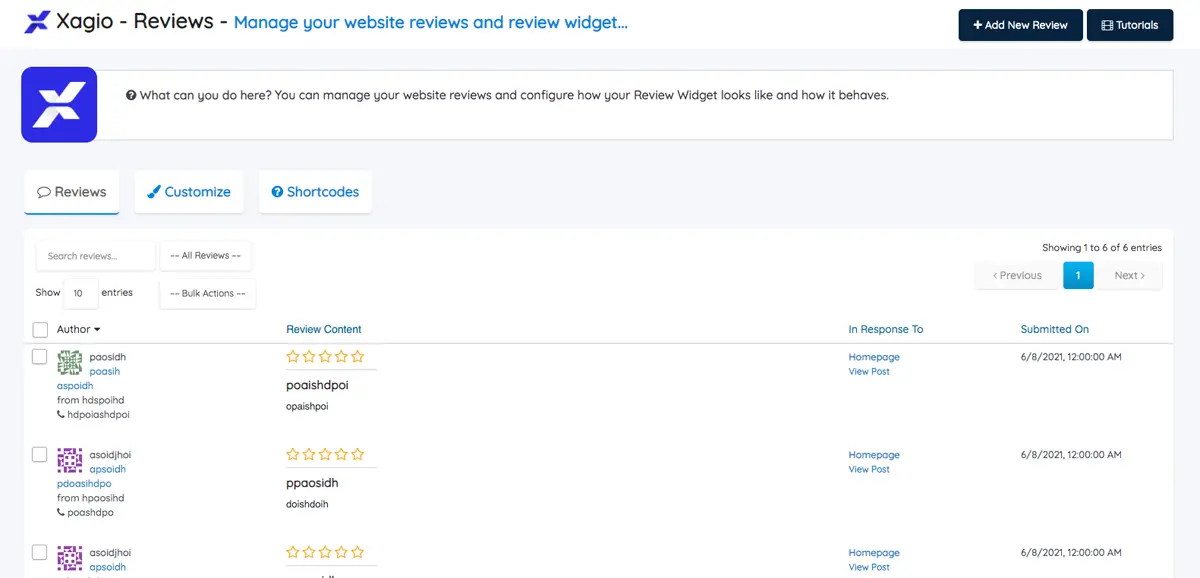 Xagio - Reviews - Manage your website reviews and review widget...
+ Add New Review
Tutorials
What can you do here? You can manage your website reviews and configure how your Review Widget looks like and how it behaves.
Reviews
Customize
Shortcodes
Search reviews...
-- All Reviews --
Showing 1 to 6 of 6 entries
Show 10 entries
-- Bulk Actions --
‹ Previous
1
Next ›
Author
Review Content
In Response To
Submitted On
paosidh
poasih
aspoidh
from hdspoihd
hdpoiashdpoi
poaishdpoi
opaishpoi
Homepage
View Post
6/8/2021, 12:00:00 AM
asoidjhoi
apsoidh
pdoasihdpo
from hpaosihd
poashdpo
ppaosidh
doishdoih
Homepage
View Post
6/8/2021, 12:00:00 AM
asoidjhoi
apsoidh
Homepage
View Post
6/8/2021, 12:00:00 AM